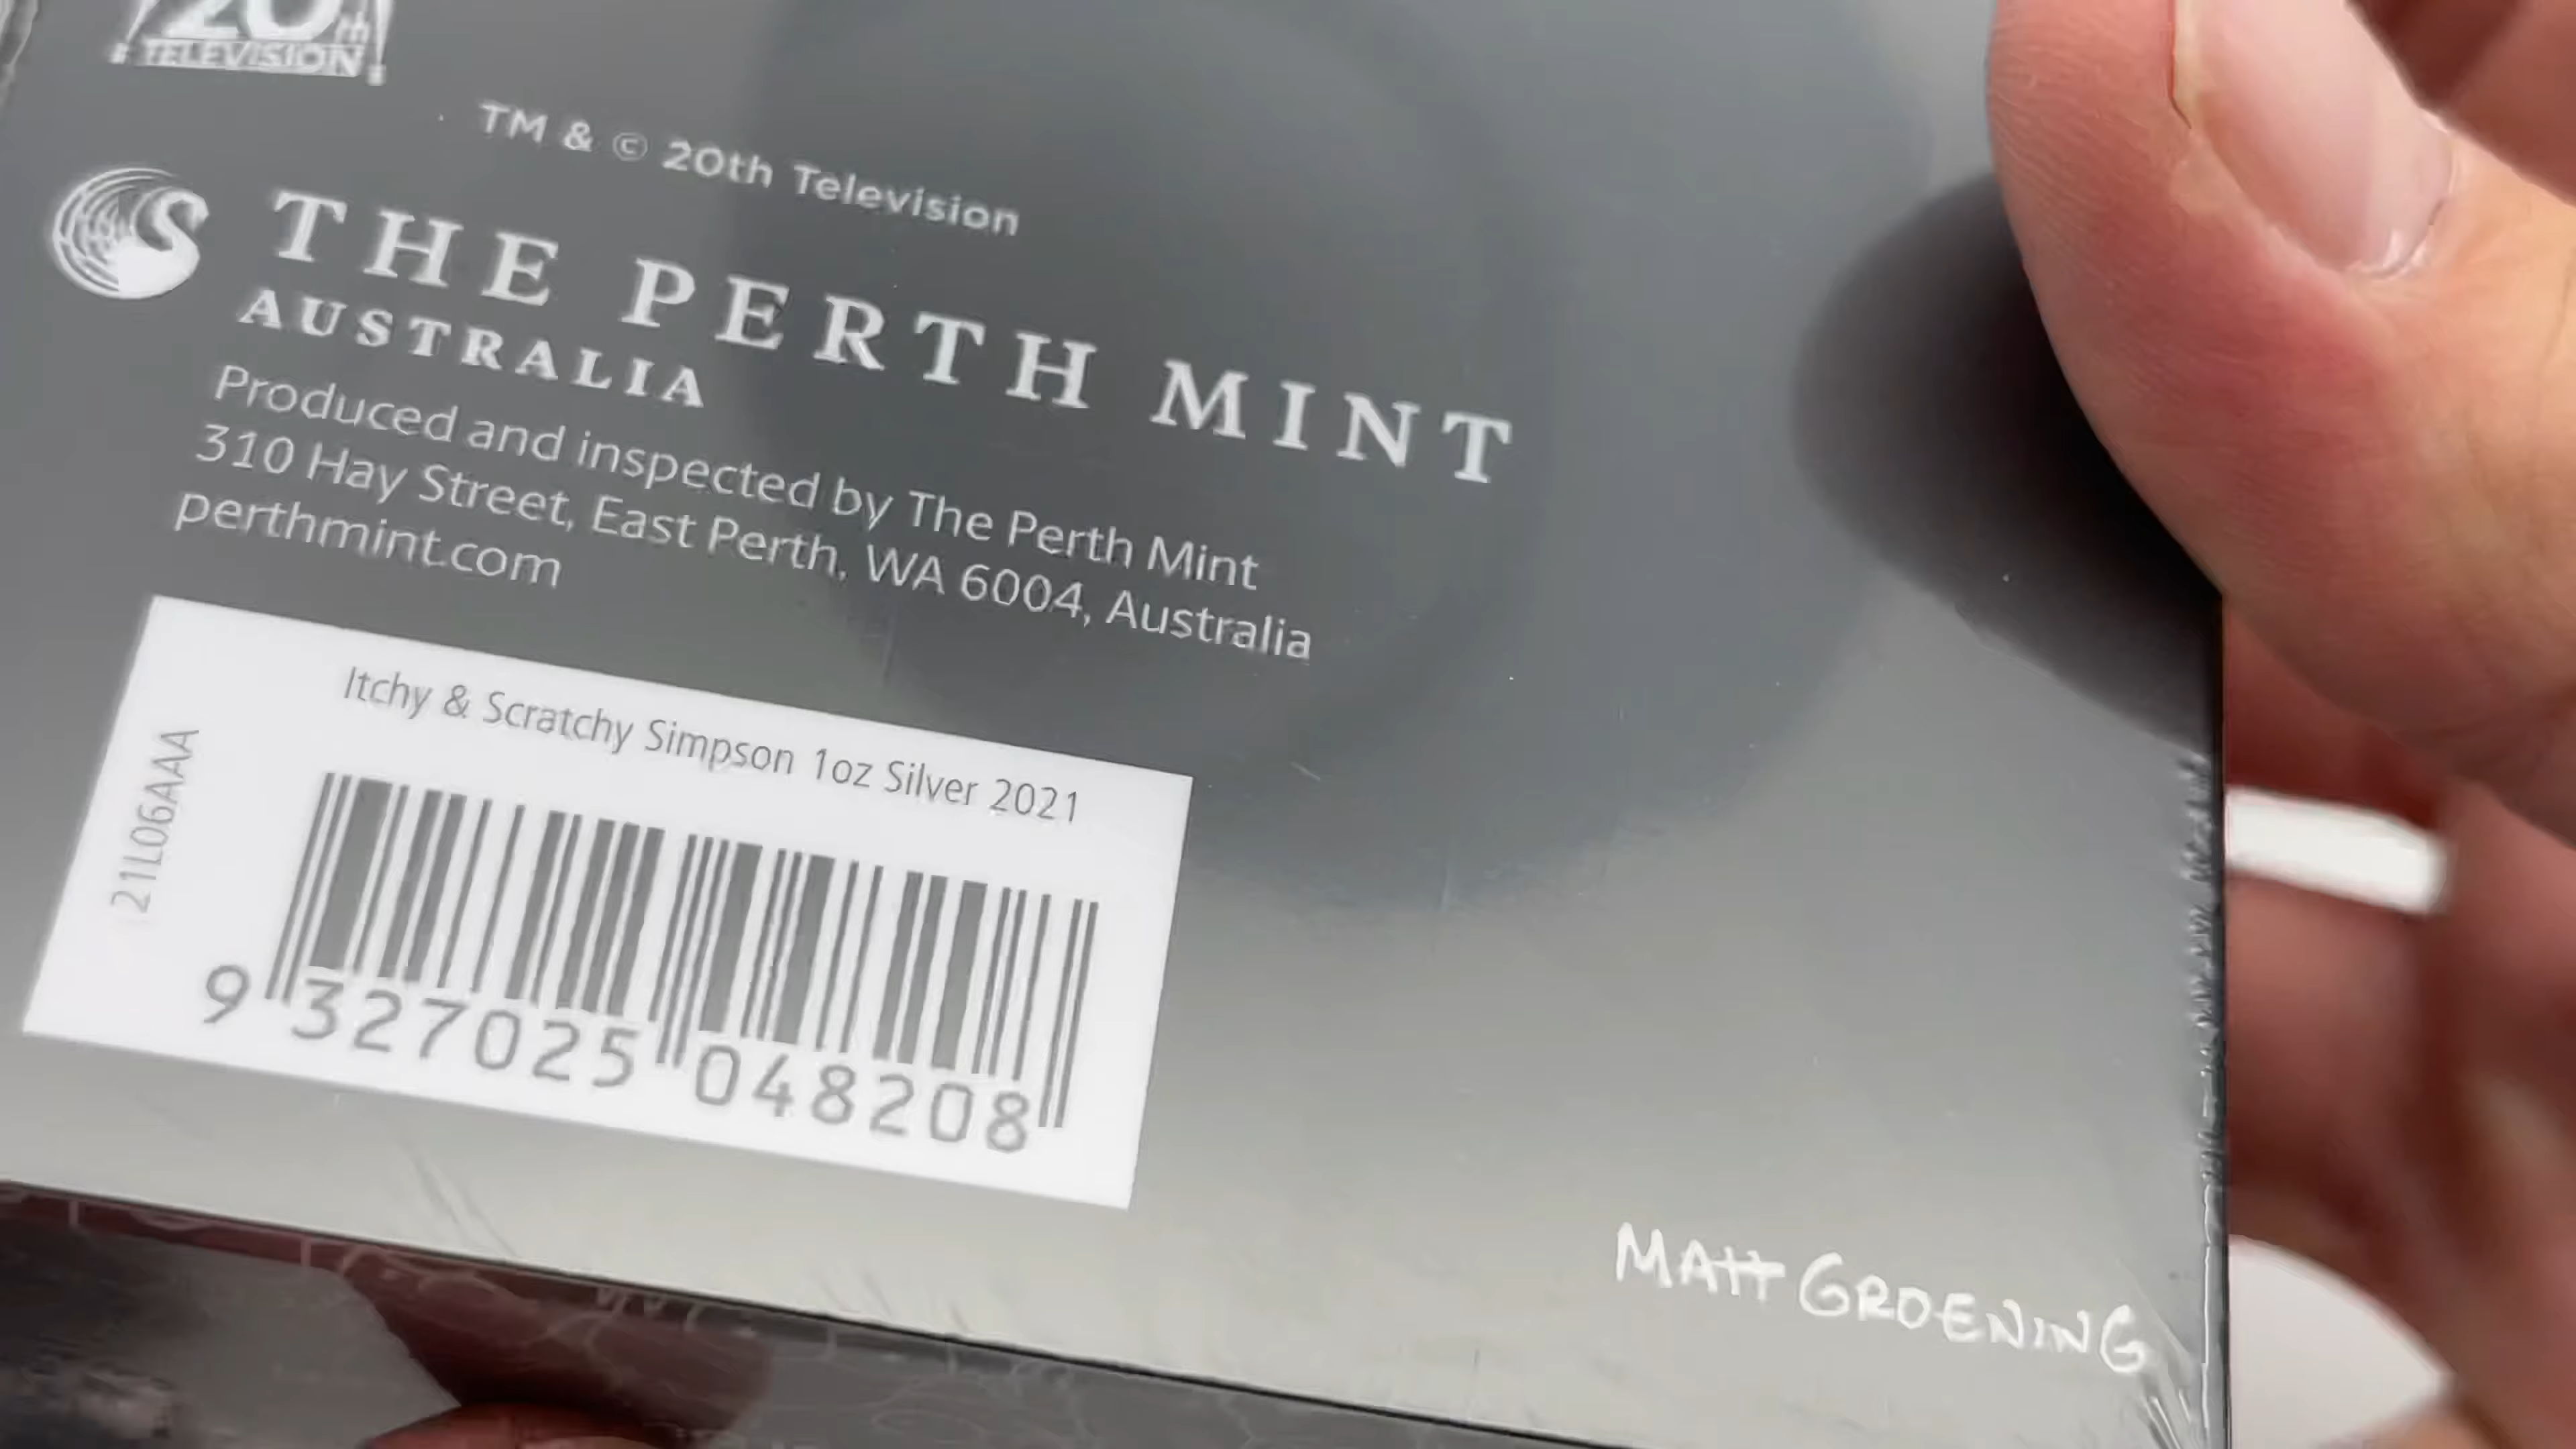 20th
TELEVISION
TM & © 20th Television
THE PERTH MINT
AUSTRALIA
Produced and inspected by The Perth Mint
310 Hay Street, East Perth, WA 6004, Australia
perthmint.com
Itchy & Scratchy Simpson 1oz Silver 2021
21L06AAA
9 327025 048208
MATT GROENING